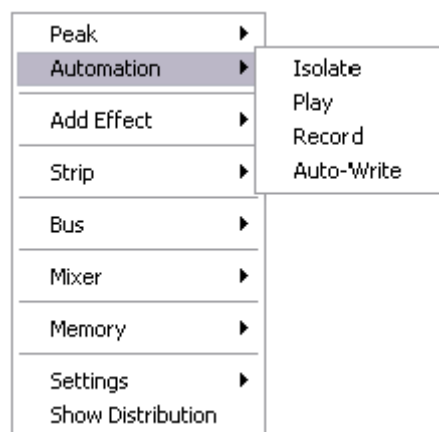 Peak
Automation
Isolate
Play
Record
Auto-Write
Add Effect
Strip
Bus
Mixer
Memory
Settings
Show Distribution